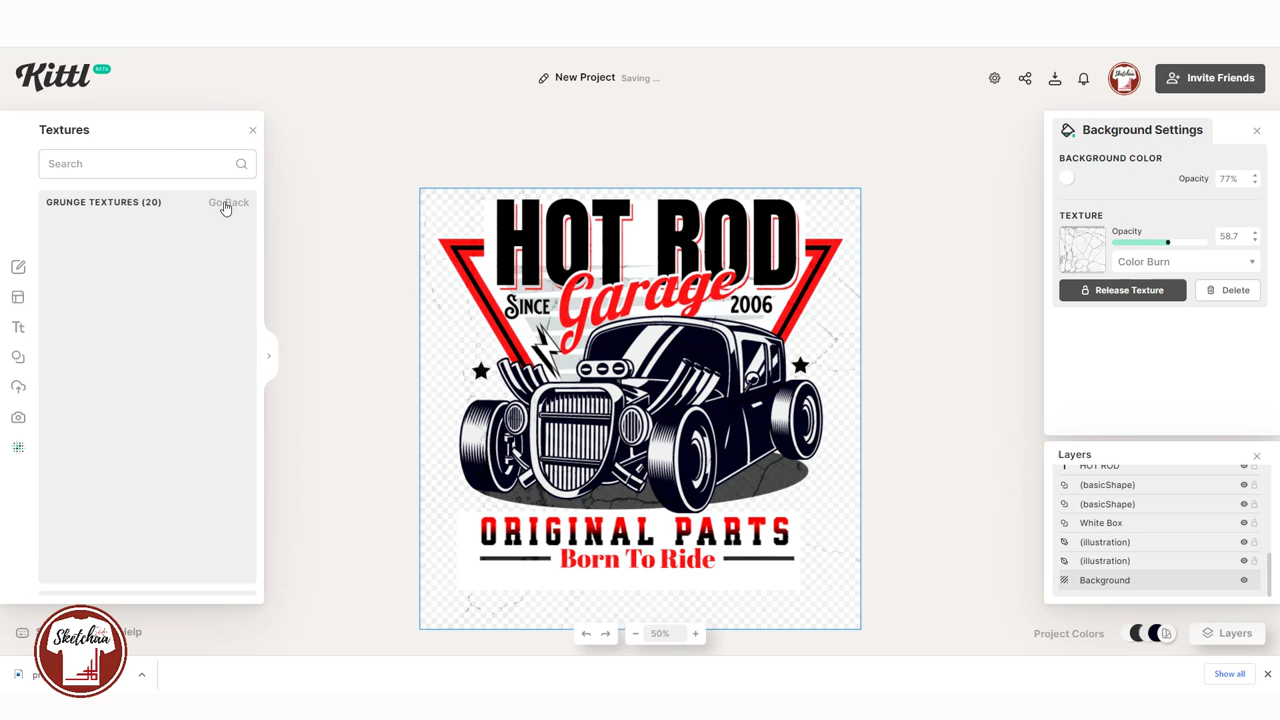 Kittl BETA
New Project Saving ...
Invite Friends
Textures
Search
GRUNGE TEXTURES (20) Go Back
HOT ROD
Garage
SINCE 2006
ORIGINAL PARTS
Born To Ride
Background Settings
BACKGROUND COLOR
Opacity 77%
TEXTURE
Opacity
58.7
Color Burn
Release Texture Delete
Layers
HOT ROD
(basicShape)
(basicShape)
White Box
(illustration)
(illustration)
Background
50%
Project Colors
Layers
Sketchaa
Show all